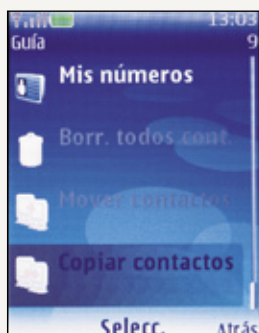 13:03
Guía 9
Mis números
Borr. todos cont.
Mover contactos
Copiar contactos
Selecc. Atrás